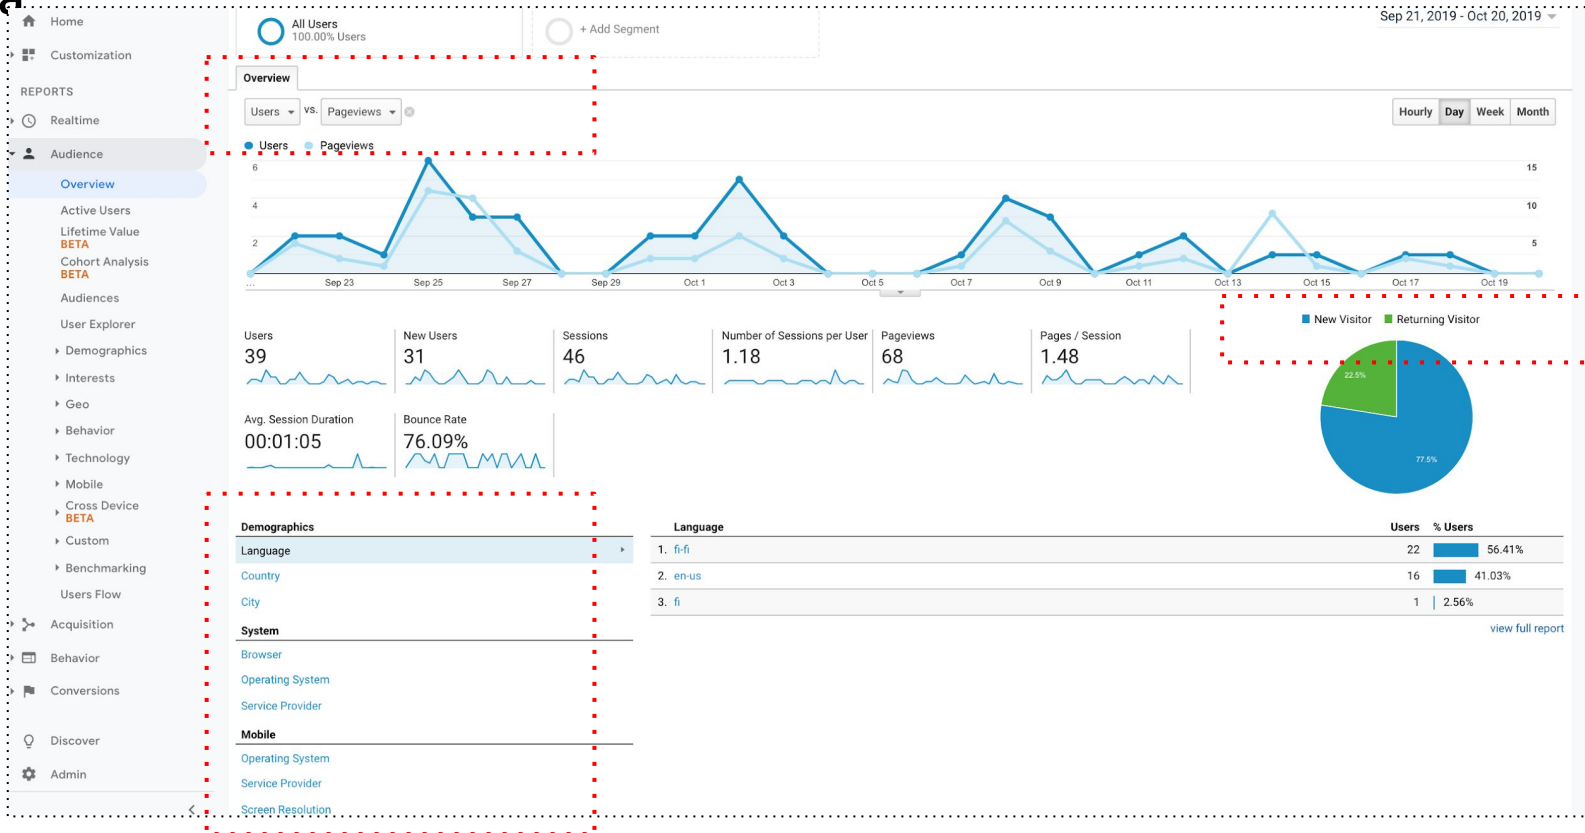 a
Home
Customization
REPORTS
Realtime
Audience
Overview
Active Users
Lifetime Value
BETA
Cohort Analysis
BETA
Audiences
User Explorer
Demographics
Interests
Geo
Behavior
Technology
Mobile
Cross Device
BETA
Custom
Benchmarking
Users Flow
Acquisition
Behavior
Conversions
Discover
Admin
All Users
100.00% Users
+ Add Segment
Sep 21, 2019 - Oct 20, 2019
Overview
Users vs. Pageviews
Hourly Day Week Month
Users Pageviews
6 15
4 10
2 5
... Sep 23 Sep 25 Sep 27 Sep 29 Oct 1 Oct 3 Oct 5 Oct 7 Oct 9 Oct 11 Oct 13 Oct 15 Oct 17 Oct 19
New Visitor Returning Visitor
22.5%
77.5%
Users
39
New Users
31
Sessions
46
Number of Sessions per User
1.18
Pageviews
68
Pages / Session
1.48
Avg. Session Duration
00:01:05
Bounce Rate
76.09%
Demographics
Language
Country
City
System
Browser
Operating System
Service Provider
Mobile
Operating System
Service Provider
Screen Resolution
Language Users % Users
1. fi-fi 22 56.41%
2. en-us 16 41.03%
3. fi 1 2.56%
view full report